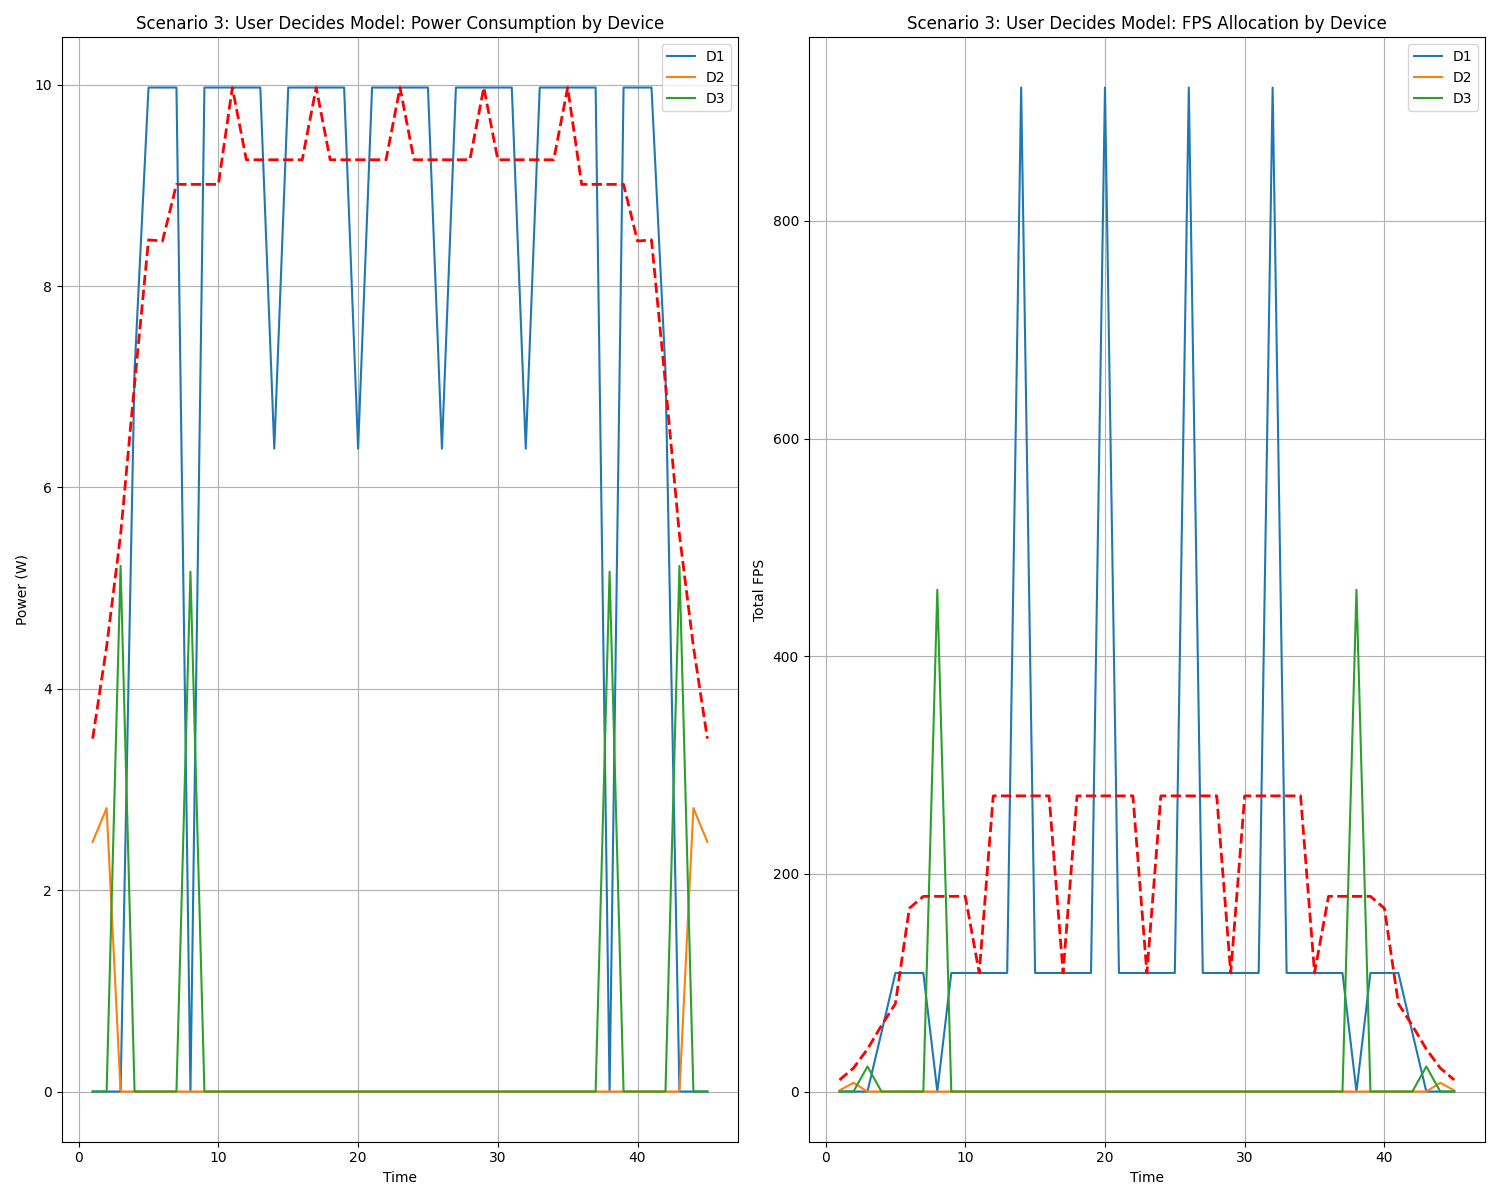 Scenario 3: User Decides Model: Power Consumption by Device
D1
D2
D3
10
8
6
4
2
0
Power (W)
0
10
20
30
40
Time
Scenario 3: User Decides Model: FPS Allocation by Device
D1
D2
D3
800
600
400
200
0
Total FPS
0
10
20
30
40
Time